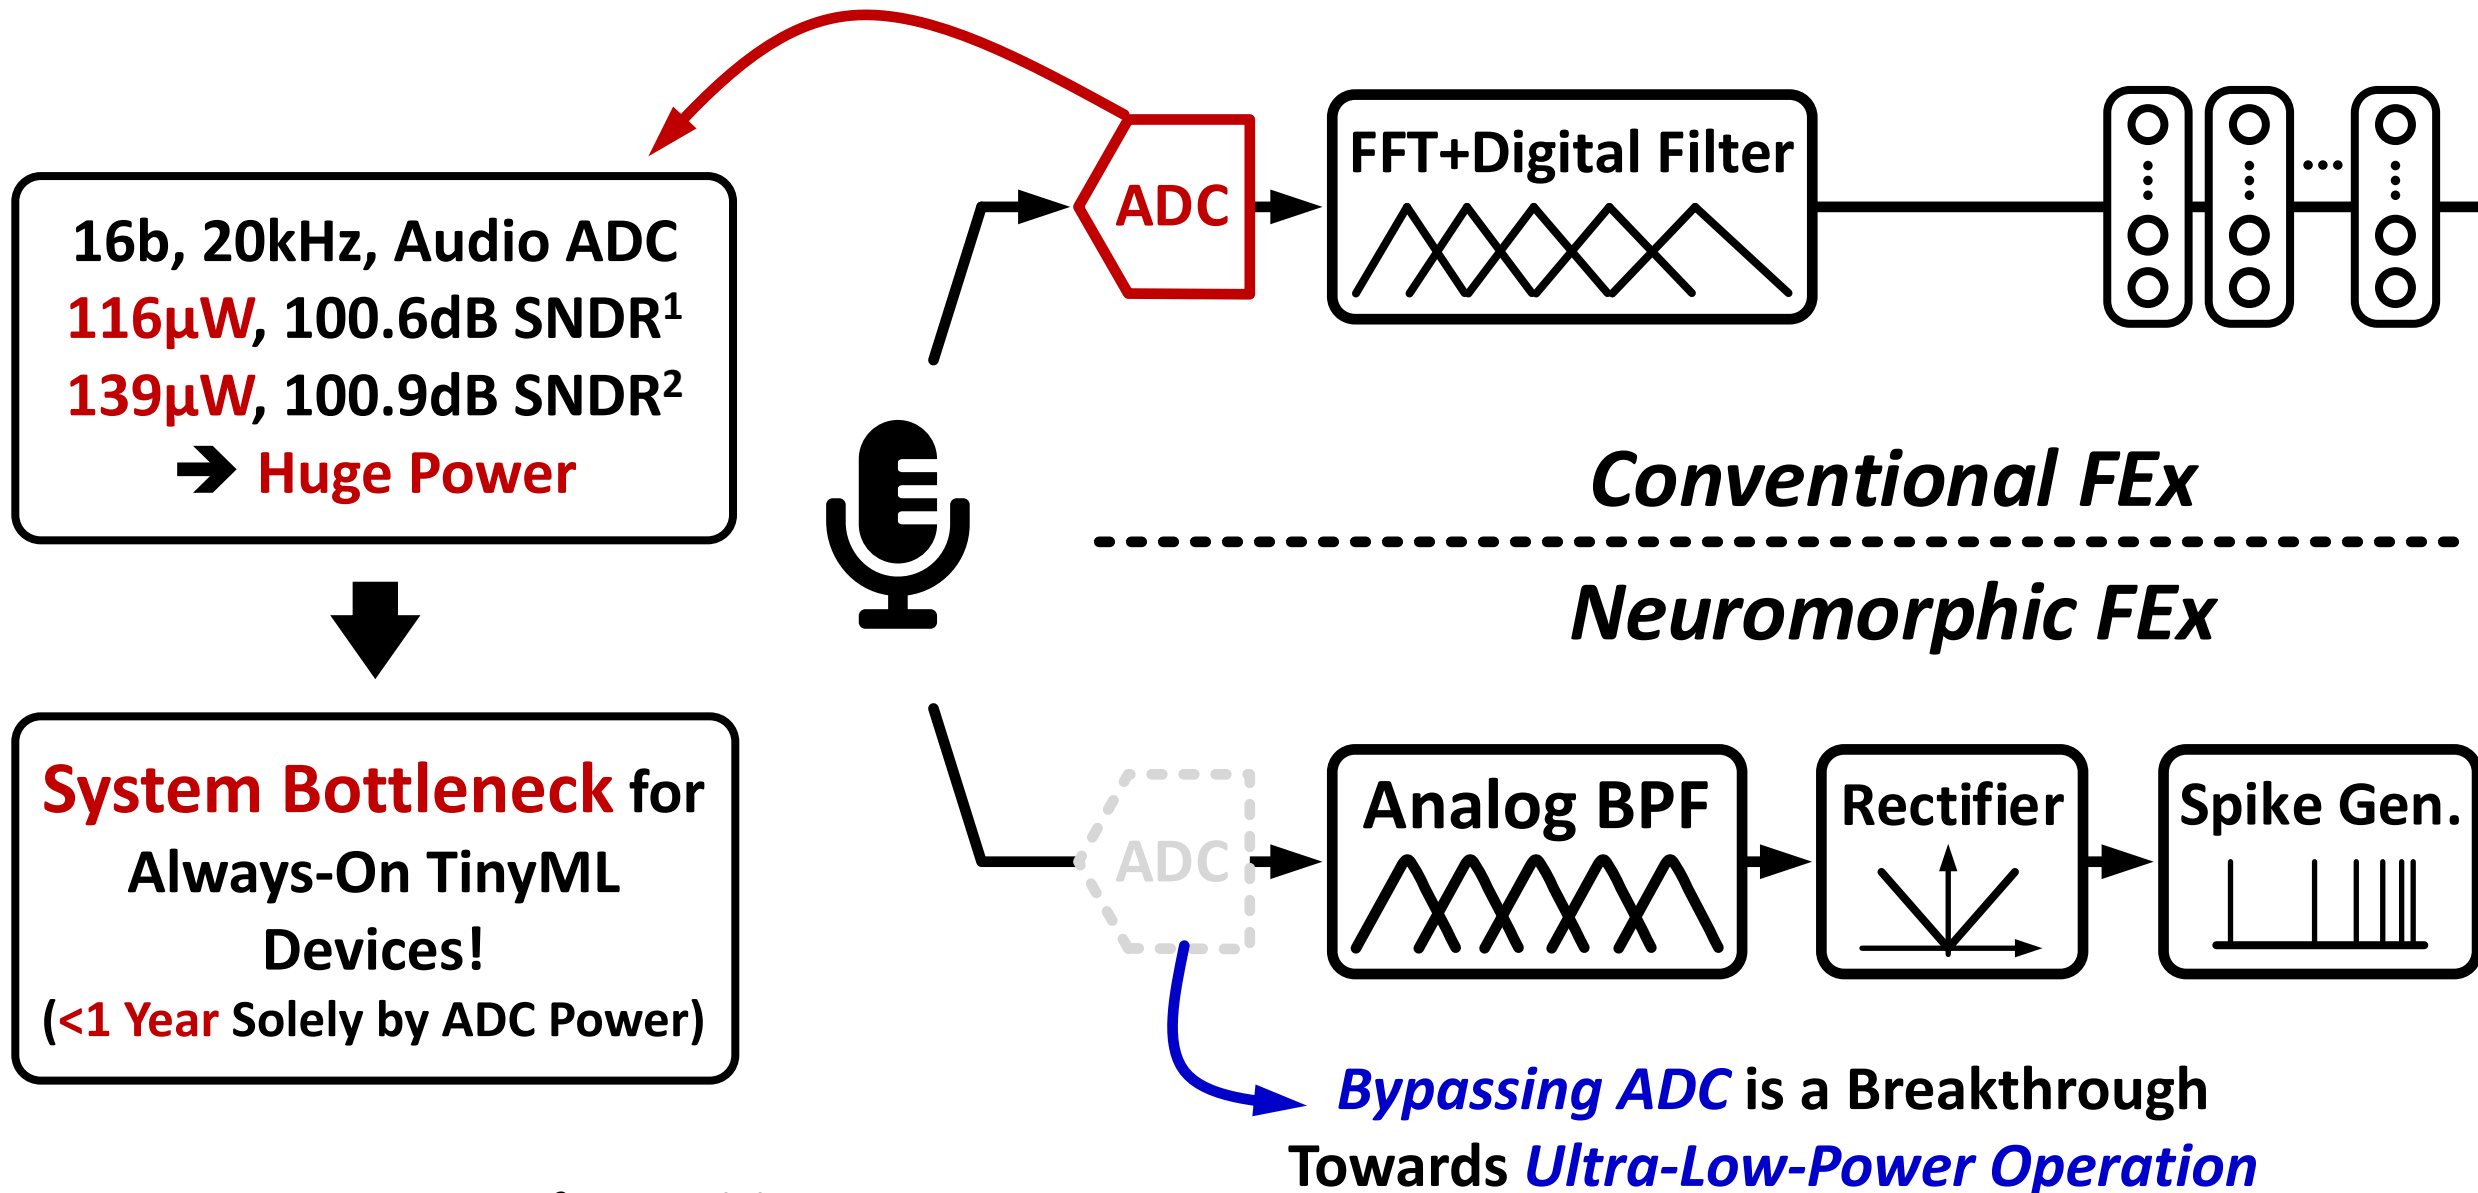 16b, 20kHz, Audio ADC
116µW, 100.6dB SNDR¹
139µW, 100.9dB SNDR²
➔ Huge Power
System Bottleneck for
Always-On TinyML
Devices!
(<1 Year Solely by ADC Power)
ADC
FFT+Digital Filter
Conventional FEx
Neuromorphic FEx
ADC
Analog BPF
Rectifier
Spike Gen.
Bypassing ADC is a Breakthrough
Towards Ultra-Low-Power Operation